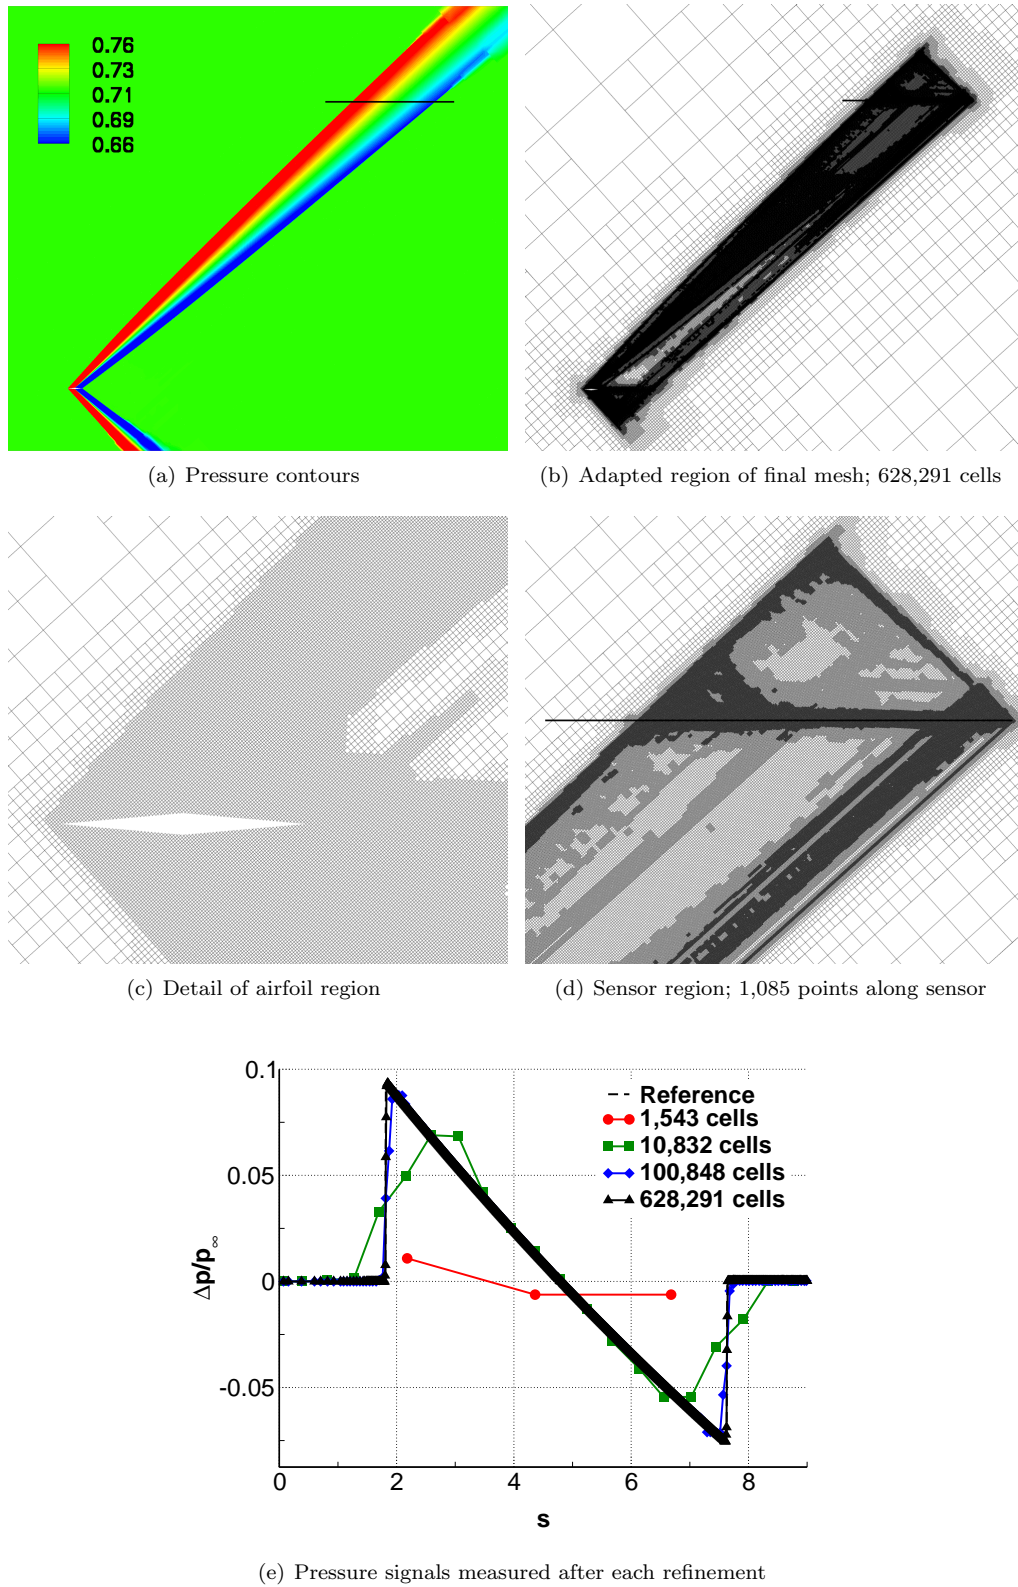 0.76
0.73
0.71
0.69
0.66
(a) Pressure contours
(b) Adapted region of final mesh; 628,291 cells
(c) Detail of airfoil region
(d) Sensor region; 1,085 points along sensor
0.1
0.05
0
-0.05
Δp/p∞
Reference
1,543 cells
10,832 cells
100,848 cells
628,291 cells
0 2 4 6 8
s
(e) Pressure signals measured after each refinement